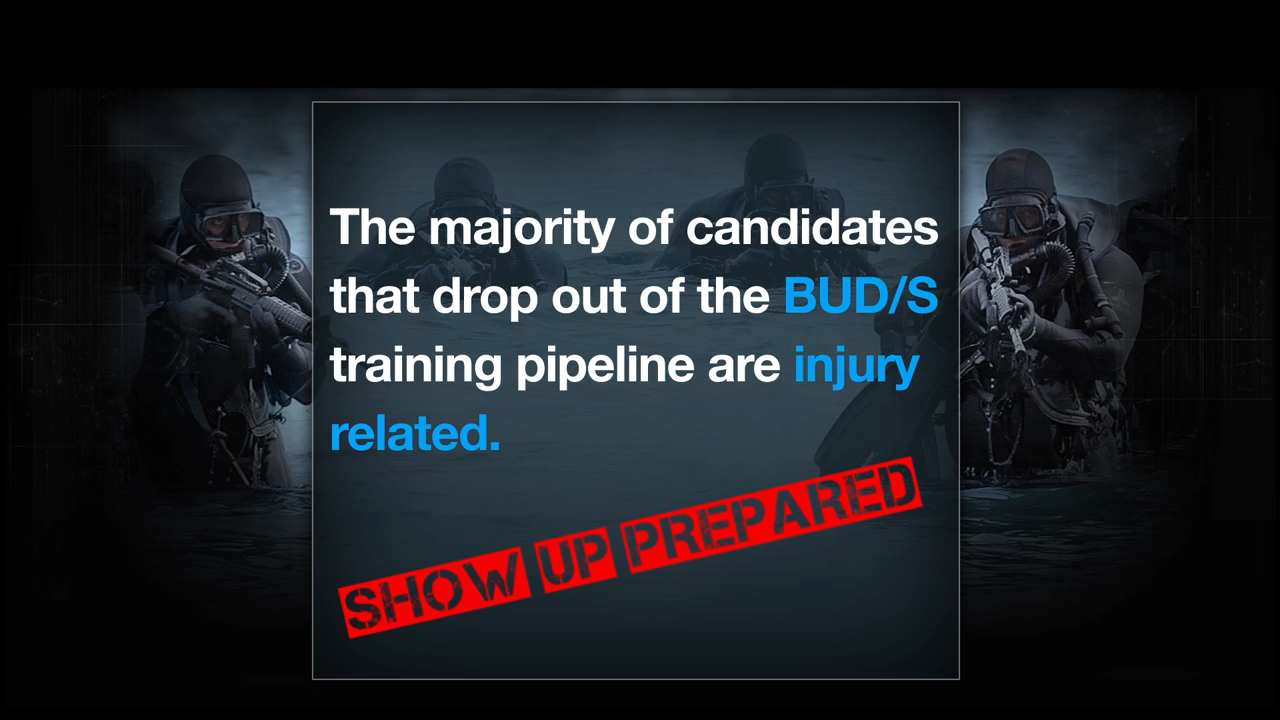 The majority of candidates
that drop out of the BUD/S
training pipeline are injury
related.
SHOW UP PREPARED